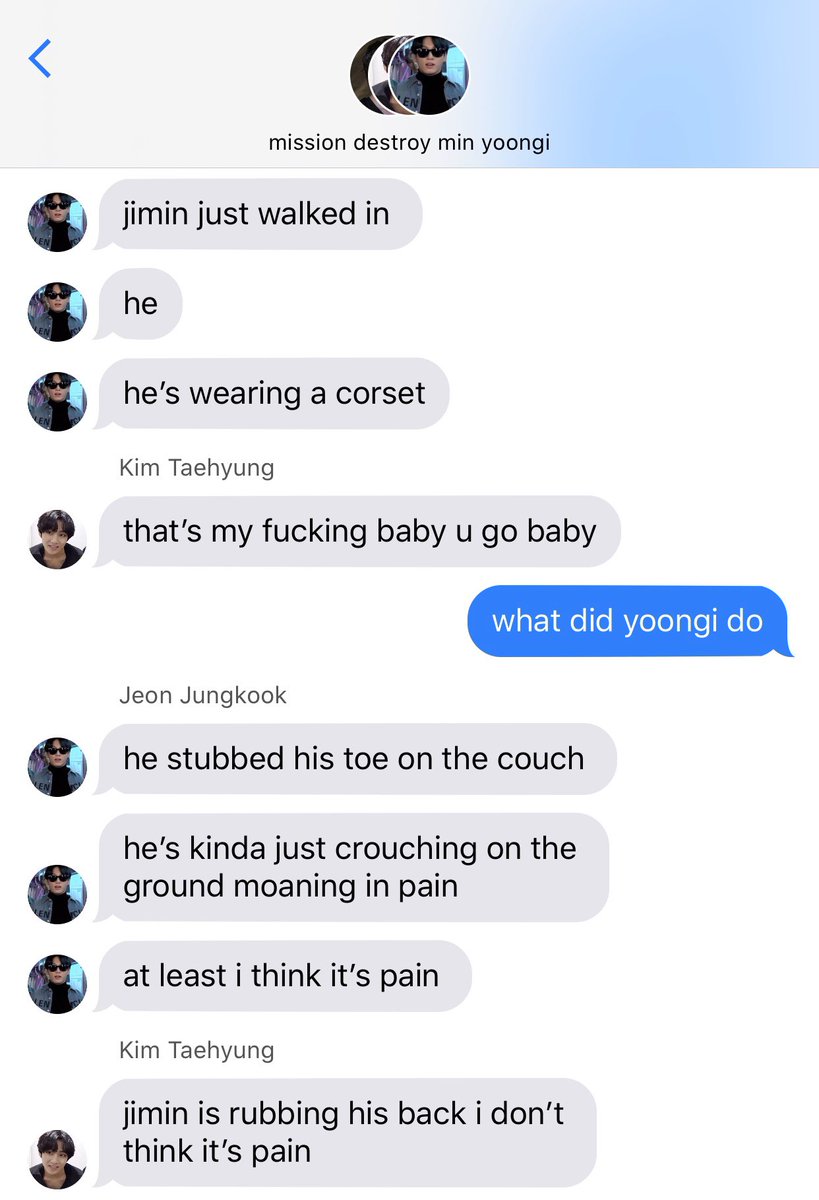 mission destroy min yoongi
jimin just walked in
he
he's wearing a corset
Kim Taehyung
that's my fucking baby u go baby
what did yoongi do
Jeon Jungkook
he stubbed his toe on the couch
he's kinda just crouching on the
ground moaning in pain
at least i think it's pain
Kim Taehyung
jimin is rubbing his back i don't
think it's pain